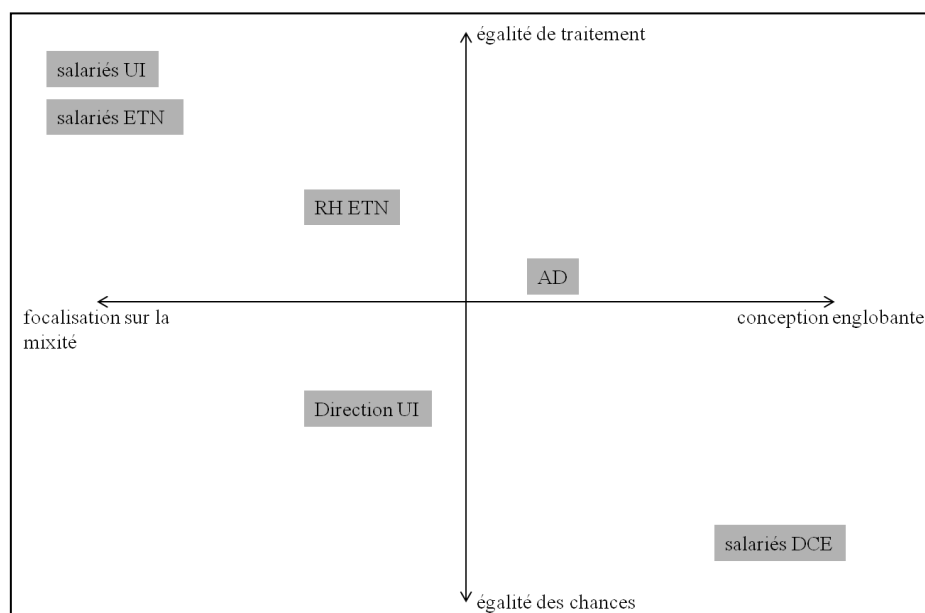 égalité de traitement
salariés UI
salariés ETN
RH ETN
AD
focalisation sur la
mixité
conception englobante
Direction UI
salariés DCE
égalité des chances